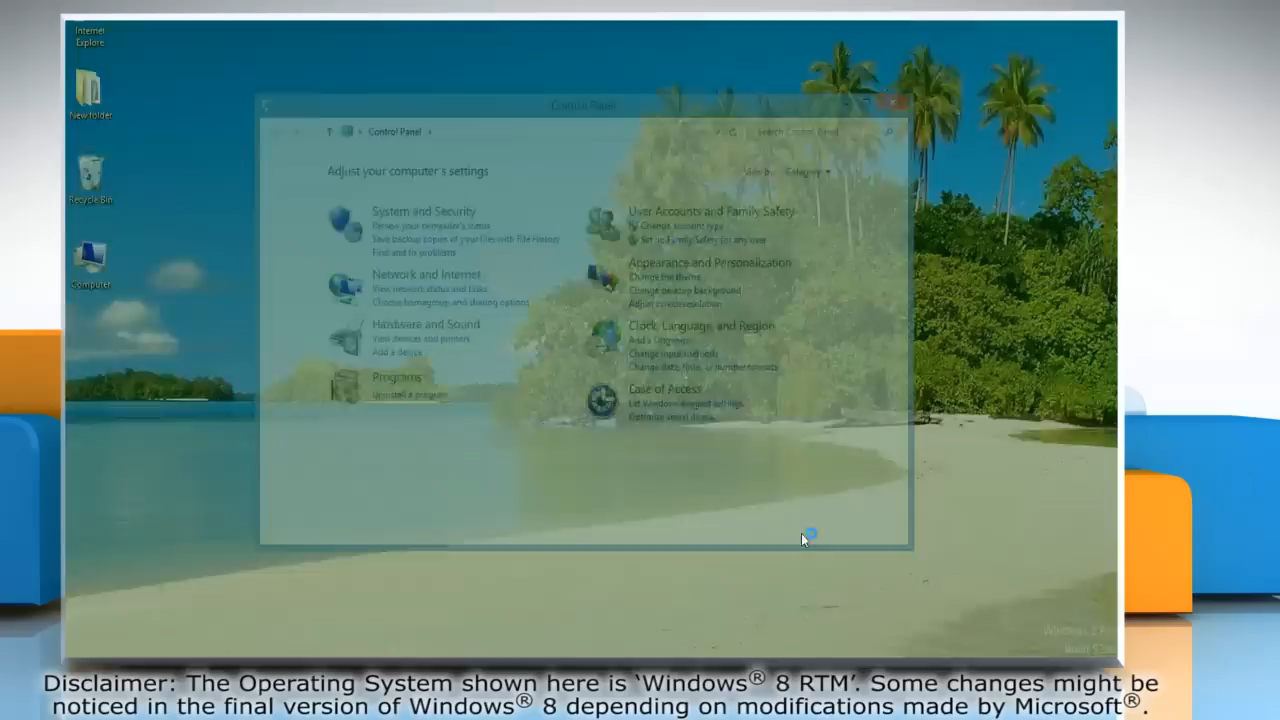 Internet
Explore
New folder
Recycle Bin
Computer
Control Panel
Control Panel
Search Control Panel
Adjust your computer's settings
View by: Category
System and Security
Review your computer's status
Save backup copies of your files with File History
Find and fix problems
Network and Internet
View network status and tasks
Choose homegroup and sharing options
Hardware and Sound
View devices and printers
Add a device
Programs
Uninstall a program
User Accounts and Family Safety
Change account type
Set up Family Safety for any user
Appearance and Personalization
Change the theme
Change desktop background
Adjust screen resolution
Clock, Language, and Region
Add a language
Change input methods
Change date, time, or number formats
Ease of Access
Let Windows suggest settings
Optimize visual display
Disclaimer: The Operating System shown here is ‘Windows® 8 RTM’. Some changes might be
noticed in the final version of Windows® 8 depending on modifications made by Microsoft®.